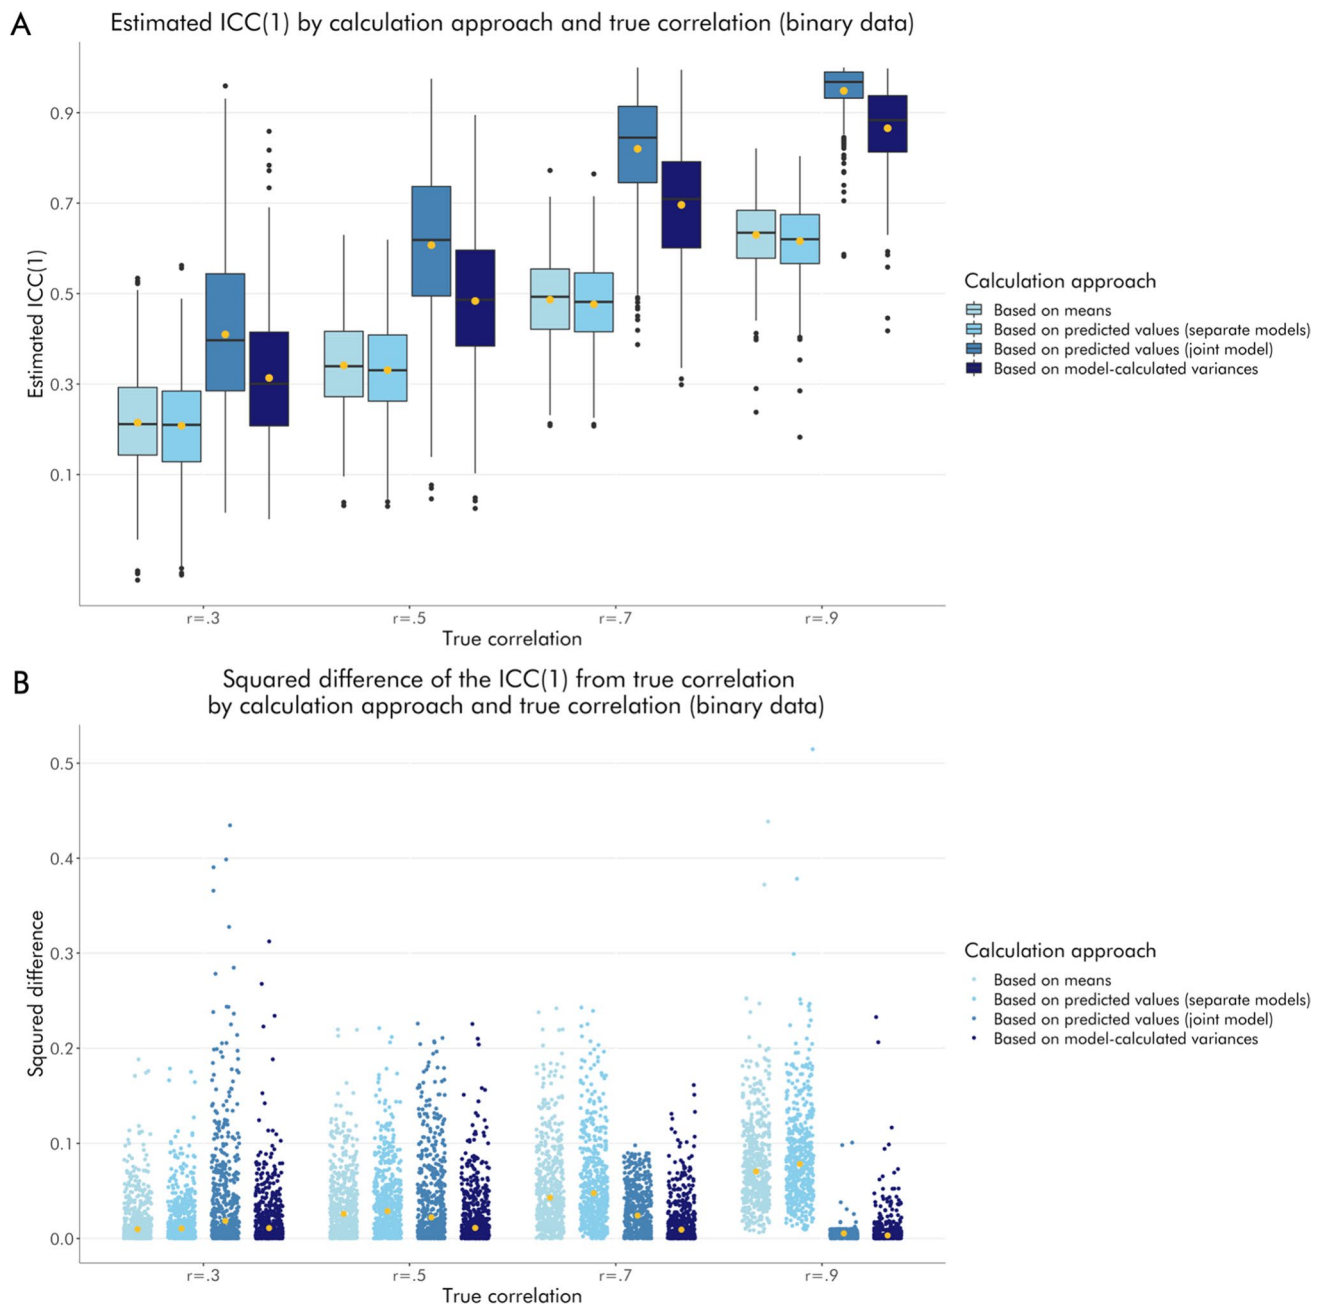 A
Estimated ICC(1) by calculation approach and true correlation (binary data)
Estimated ICC(1)
0.9
0.7
0.5
0.3
0.1
r=.3
r=.5
r=.7
r=.9
True correlation
Calculation approach
Based on means
Based on predicted values (separate models)
Based on predicted values (joint model)
Based on model-calculated variances
B
Squared difference of the ICC(1) from true correlation
by calculation approach and true correlation (binary data)
Sqaured difference
0.5
0.4
0.3
0.2
0.1
0.0
r=.3
r=.5
r=.7
r=.9
True correlation
Calculation approach
Based on means
Based on predicted values (separate models)
Based on predicted values (joint model)
Based on model-calculated variances